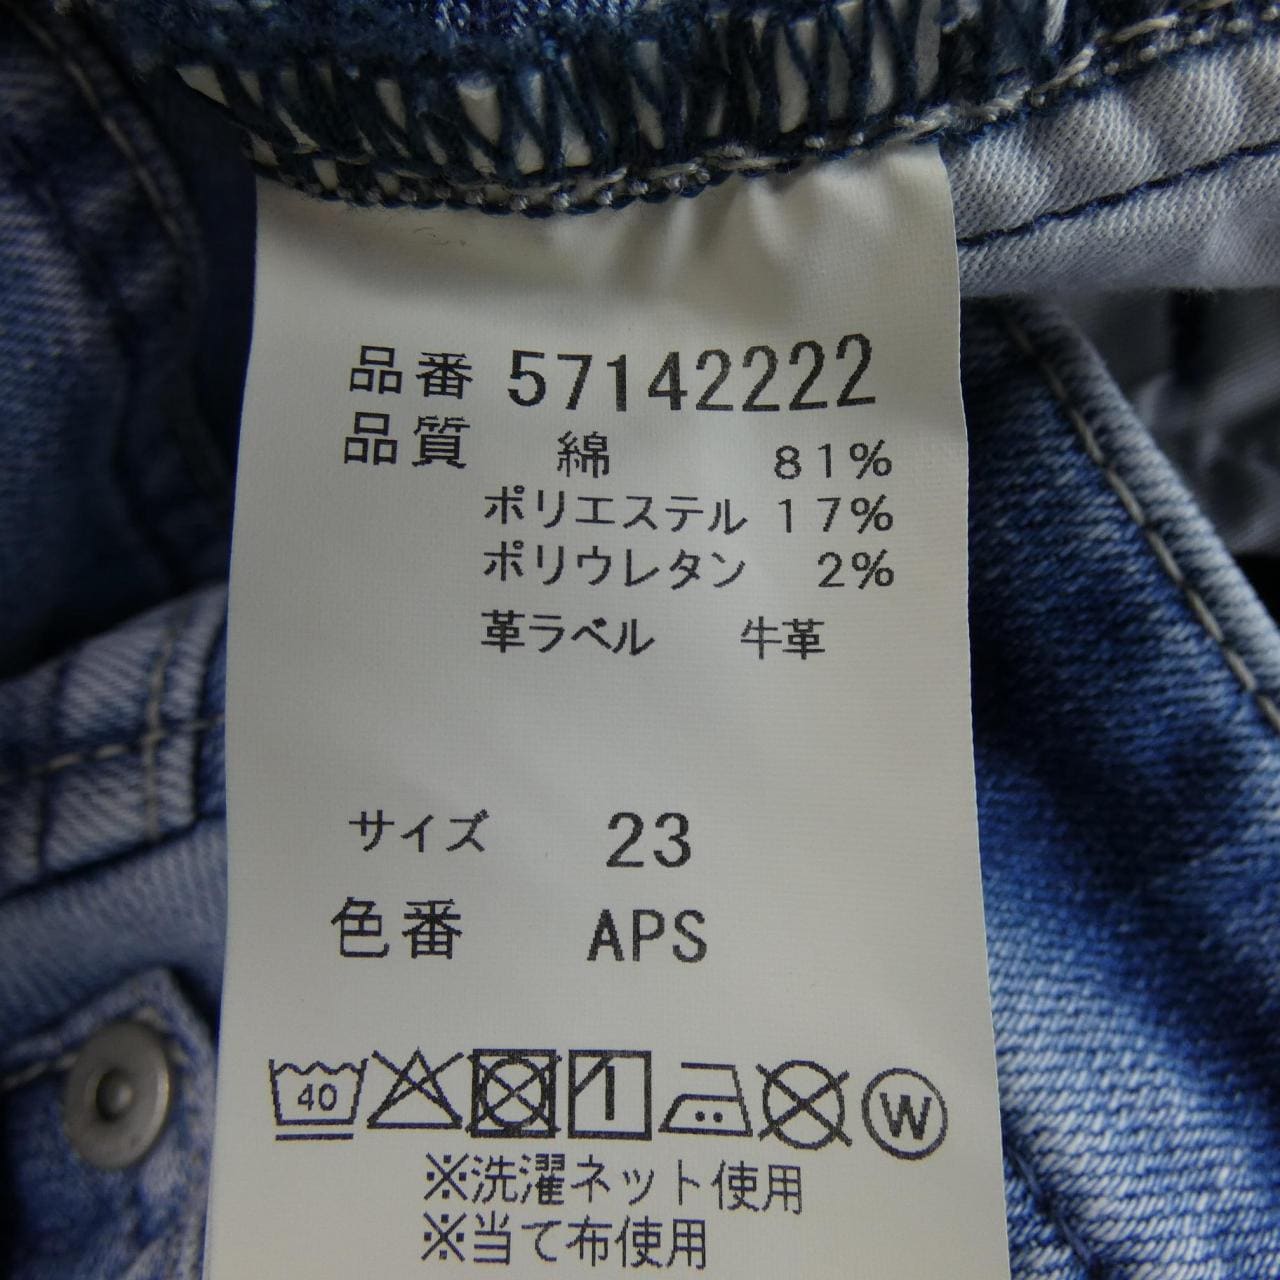 品番 57142222
品質 綿 81%
ポリエステル 17%
ポリウレタン 2%
革ラベル 牛革
サイズ 23
色番 APS
40 W
※洗濯ネット使用
※当て布使用